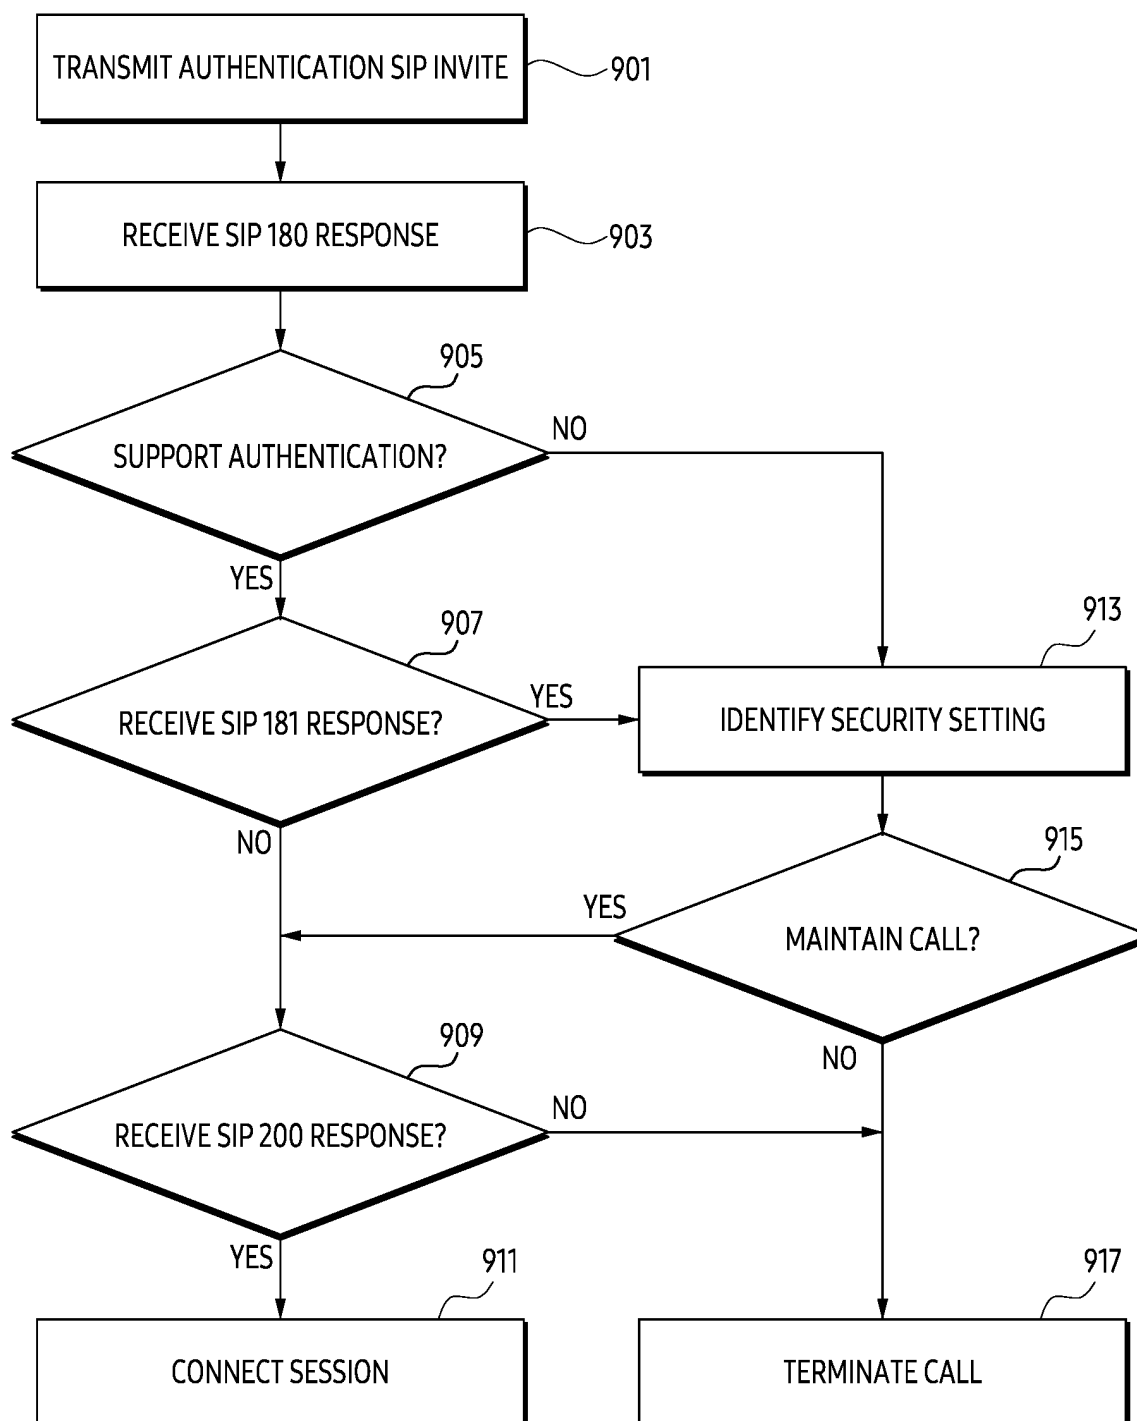 TRANSMIT AUTHENTICATION SIP INVITE
901
RECEIVE SIP 180 RESPONSE
903
905
SUPPORT AUTHENTICATION?
NO
YES
907
913
RECEIVE SIP 181 RESPONSE?
YES
IDENTIFY SECURITY SETTING
NO
915
YES
MAINTAIN CALL?
909
NO
RECEIVE SIP 200 RESPONSE?
NO
YES
911
917
CONNECT SESSION
TERMINATE CALL